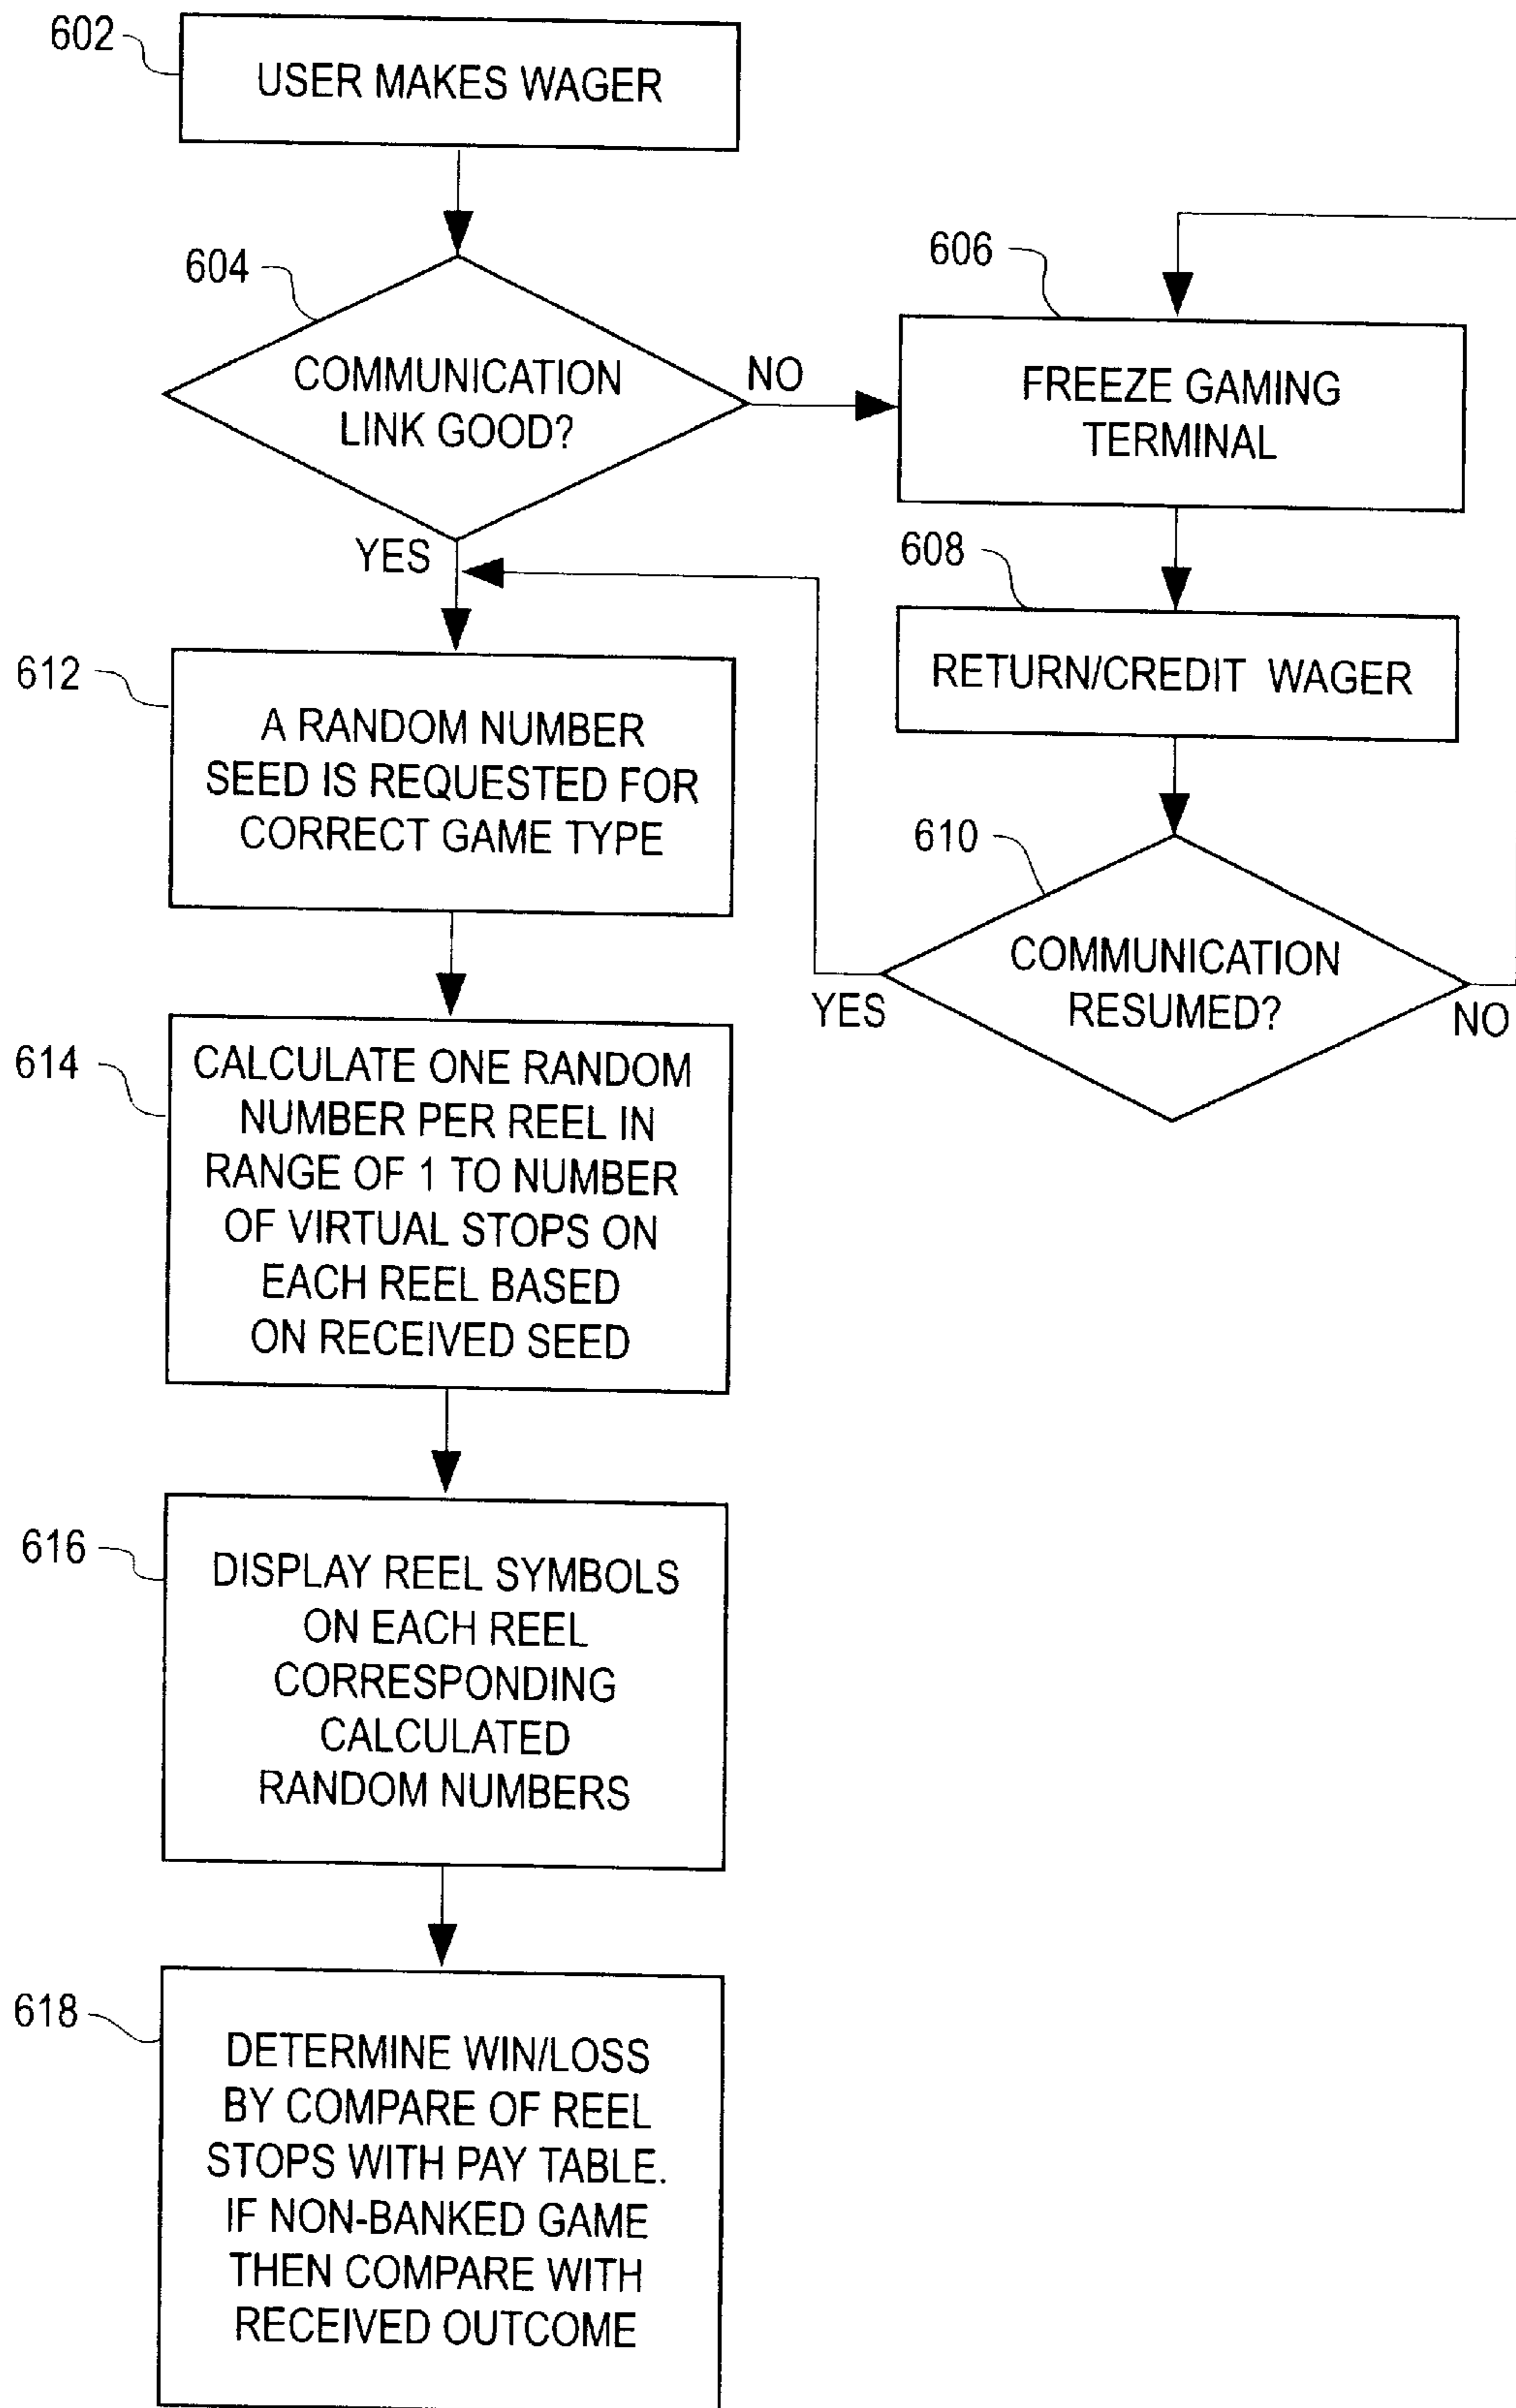 602
USER MAKES WAGER
604
COMMUNICATION
LINK GOOD?
NO
YES
606
FREEZE GAMING
TERMINAL
608
RETURN/CREDIT WAGER
610
COMMUNICATION
RESUMED?
YES
NO
612
A RANDOM NUMBER
SEED IS REQUESTED FOR
CORRECT GAME TYPE
614
CALCULATE ONE RANDOM
NUMBER PER REEL IN
RANGE OF 1 TO NUMBER
OF VIRTUAL STOPS ON
EACH REEL BASED
ON RECEIVED SEED
616
DISPLAY REEL SYMBOLS
ON EACH REEL
CORRESPONDING
CALCULATED
RANDOM NUMBERS
618
DETERMINE WIN/LOSS
BY COMPARE OF REEL
STOPS WITH PAY TABLE.
IF NON-BANKED GAME
THEN COMPARE WITH
RECEIVED OUTCOME